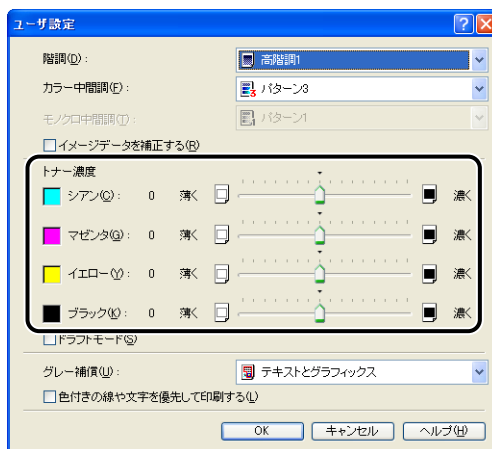 ユーザ設定
階調(D): 高階調1
カラー中間調(F): パターン3
モノクロ中間調(T): パターン1
イメージデータを補正する(R)
トナー濃度
シアン(C): 0 薄く 濃く
マゼンタ(G): 0 薄く 濃く
イエロー(Y): 0 薄く 濃く
ブラック(K): 0 薄く 濃く
ドラフトモード(S)
グレー補償(U): テキストとグラフィックス
色付きの線や文字を優先して印刷する(L)
OK キャンセル ヘルプ(H)